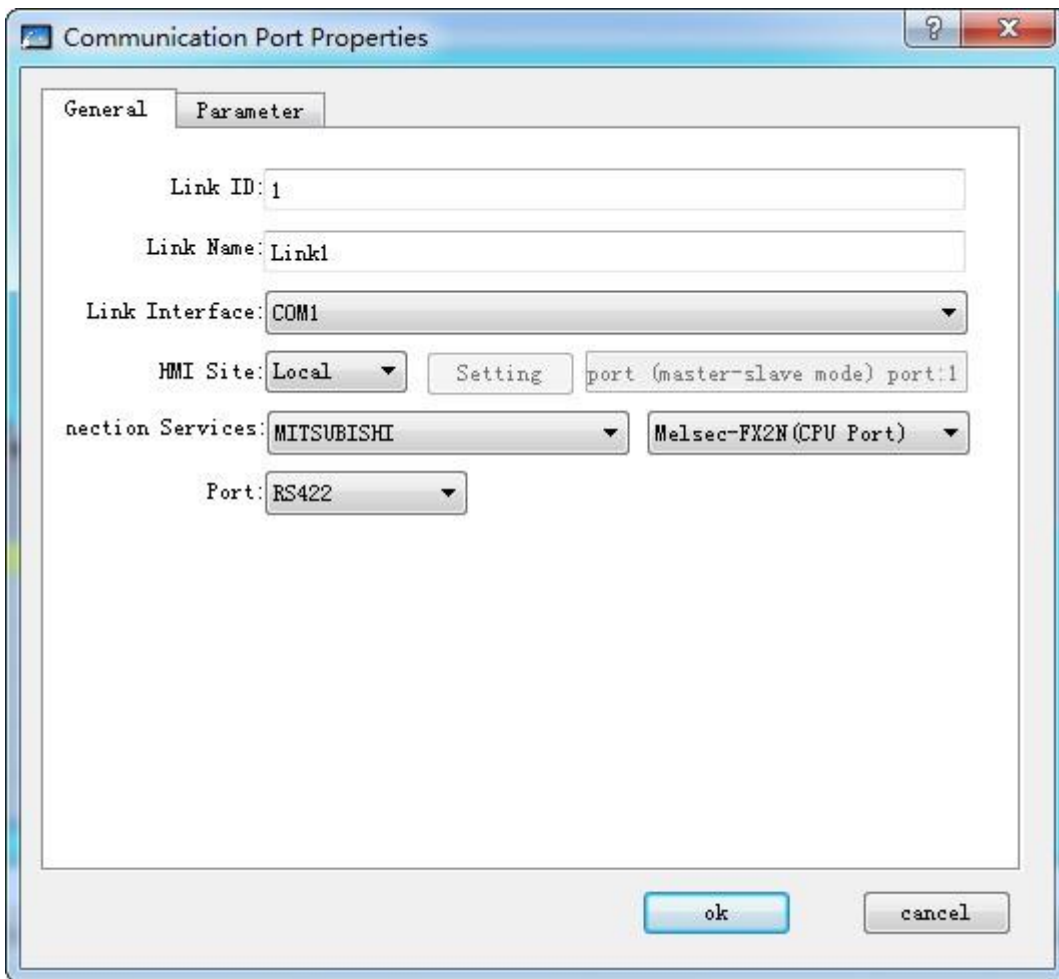 Communication Port Properties
General Parameter
Link ID: 1
Link Name: Link1
Link Interface: COM1
HMI Site: Local Setting port (master-slave mode) port:1
nection Services: MITSUBISHI Melsec-FX2N(CPU Port)
Port: RS422
ok cancel